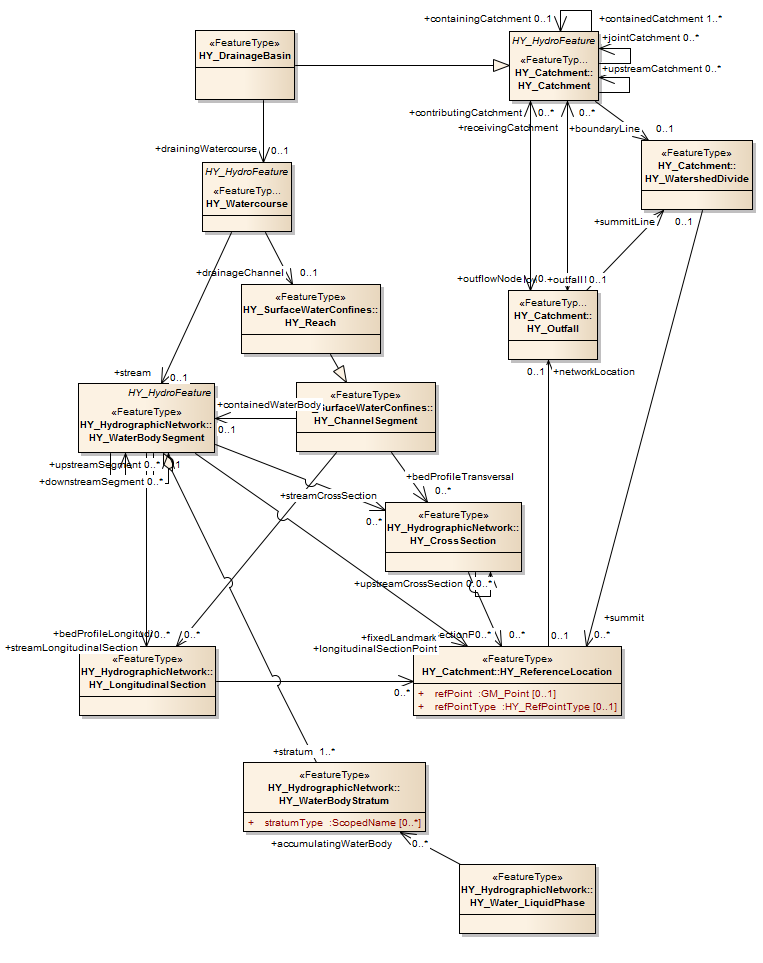 +containingCatchment 0..1
+containedCatchment 1..*
«FeatureType»
HY_DrainageBasin
HY_HydroFeature
«FeatureTyp...
HY_Catchment::
HY_Catchment
+jointCatchment 0..*
+upstreamCatchment 0..*
+contributingCatchment 0..* 0..*
+receivingCatchment
+boundaryLine 0..1
+drainingWatercourse 0..1
«FeatureType»
HY_Catchment::
HY_WatershedDivide
HY_HydroFeature
«FeatureTyp...
HY_Watercourse
+summitLine 0..1
+drainageChannel 0..1
+outflowNode 0.. +outfall 0..1
«FeatureType»
HY_SurfaceWaterConfines::
HY_Reach
«FeatureTyp...
HY_Catchment::
HY_Outfall
+stream 0..1
0..1 +networkLocation
HY_HydroFeature
«FeatureType»
HY_HydrographicNetwork::
HY_WaterBodySegment
+containedWaterBody
0..1
«FeatureType»
SurfaceWaterConfines::
HY_ChannelSegment
+upstreamSegment 0..*
+downstreamSegment 0..*
+bedProfileTransversal
0..*
+streamCrossSection
0..*
«FeatureType»
HY_HydrographicNetwork::
HY_CrossSection
+upstreamCrossSection 0..*
+summit
0..*
+bedProfileLongitudi 0..* 0..*
+streamLongitudinalSection
+fixedLandmark ectionP 0..* 0..*
+longitudinalSectionPoint
0..1
«FeatureType»
HY_HydrographicNetwork::
HY_LongitudinalSection
0..*
«FeatureType»
HY_Catchment::HY_ReferenceLocation
+ refPoint :GM_Point [0..1]
+ refPointType :HY_RefPointType [0..1]
+stratum 1..*
«FeatureType»
HY_HydrographicNetwork::
HY_WaterBodyStratum
+ stratumType :ScopedName [0..*]
+accumulatingWaterBody 0..*
«FeatureType»
HY_HydrographicNetwork::
HY_Water_LiquidPhase